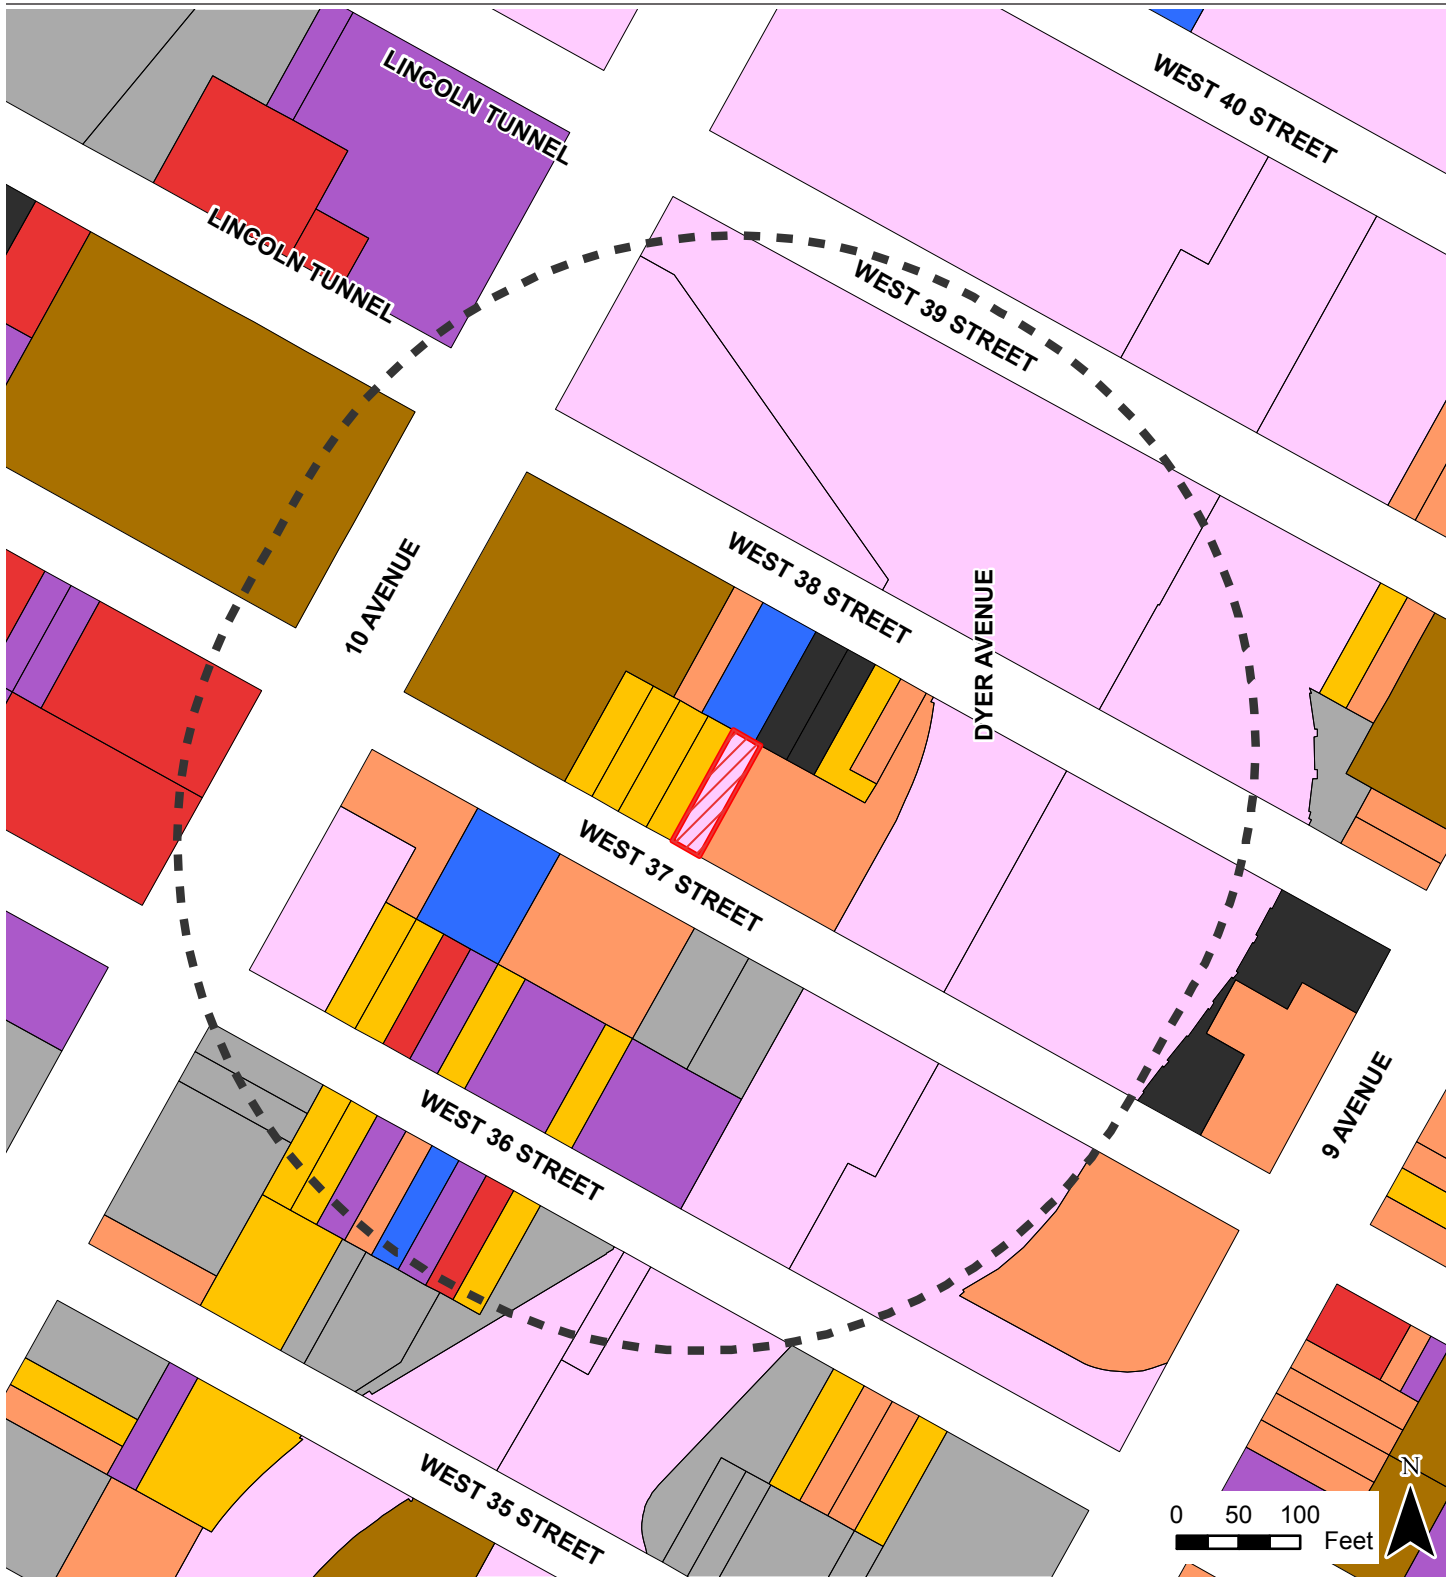 LINCOLN TUNNEL
WEST 40 STREET
LINCOLN TUNNEL
WEST 39 STREET
10 AVENUE
WEST 38 STREET
DYER AVENUE
WEST 37 STREET
9 AVENUE
WEST 36 STREET
WEST 35 STREET
N
0 50 100
Feet